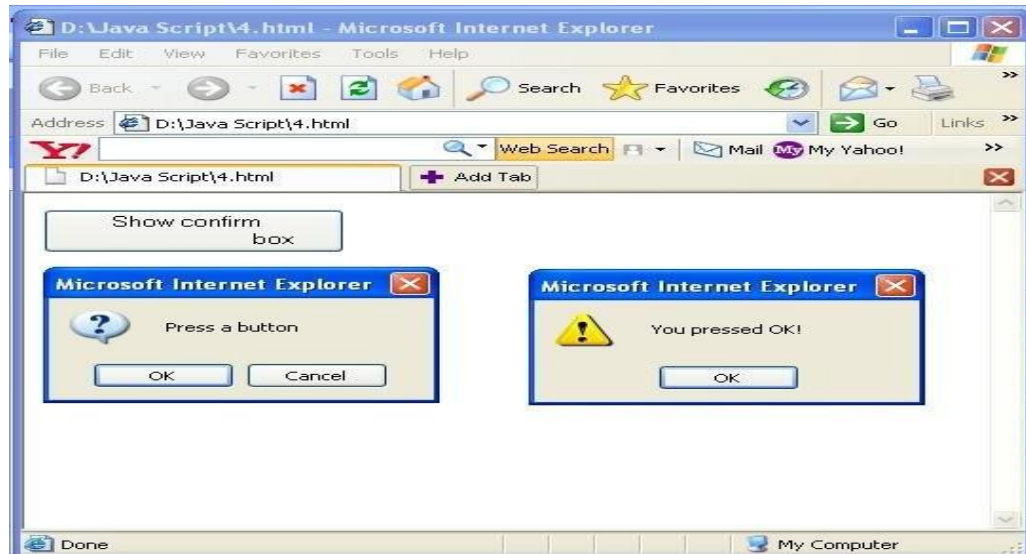 D:\Java Script\4.html - Microsoft Internet Explorer
File Edit View Favorites Tools Help
Back Search Favorites »
Address D:\Java Script\4.html Go Links »
Y! Web Search Mail My My Yahoo! >>
D:\Java Script\4.html Add Tab
Show confirm
box
Microsoft Internet Explorer
Press a button
OK Cancel
Microsoft Internet Explorer
You pressed OK!
OK
Done My Computer